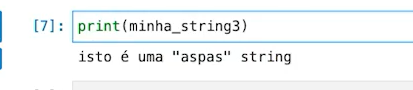 [7]: print(minha_string3)
isto é uma "aspas" string